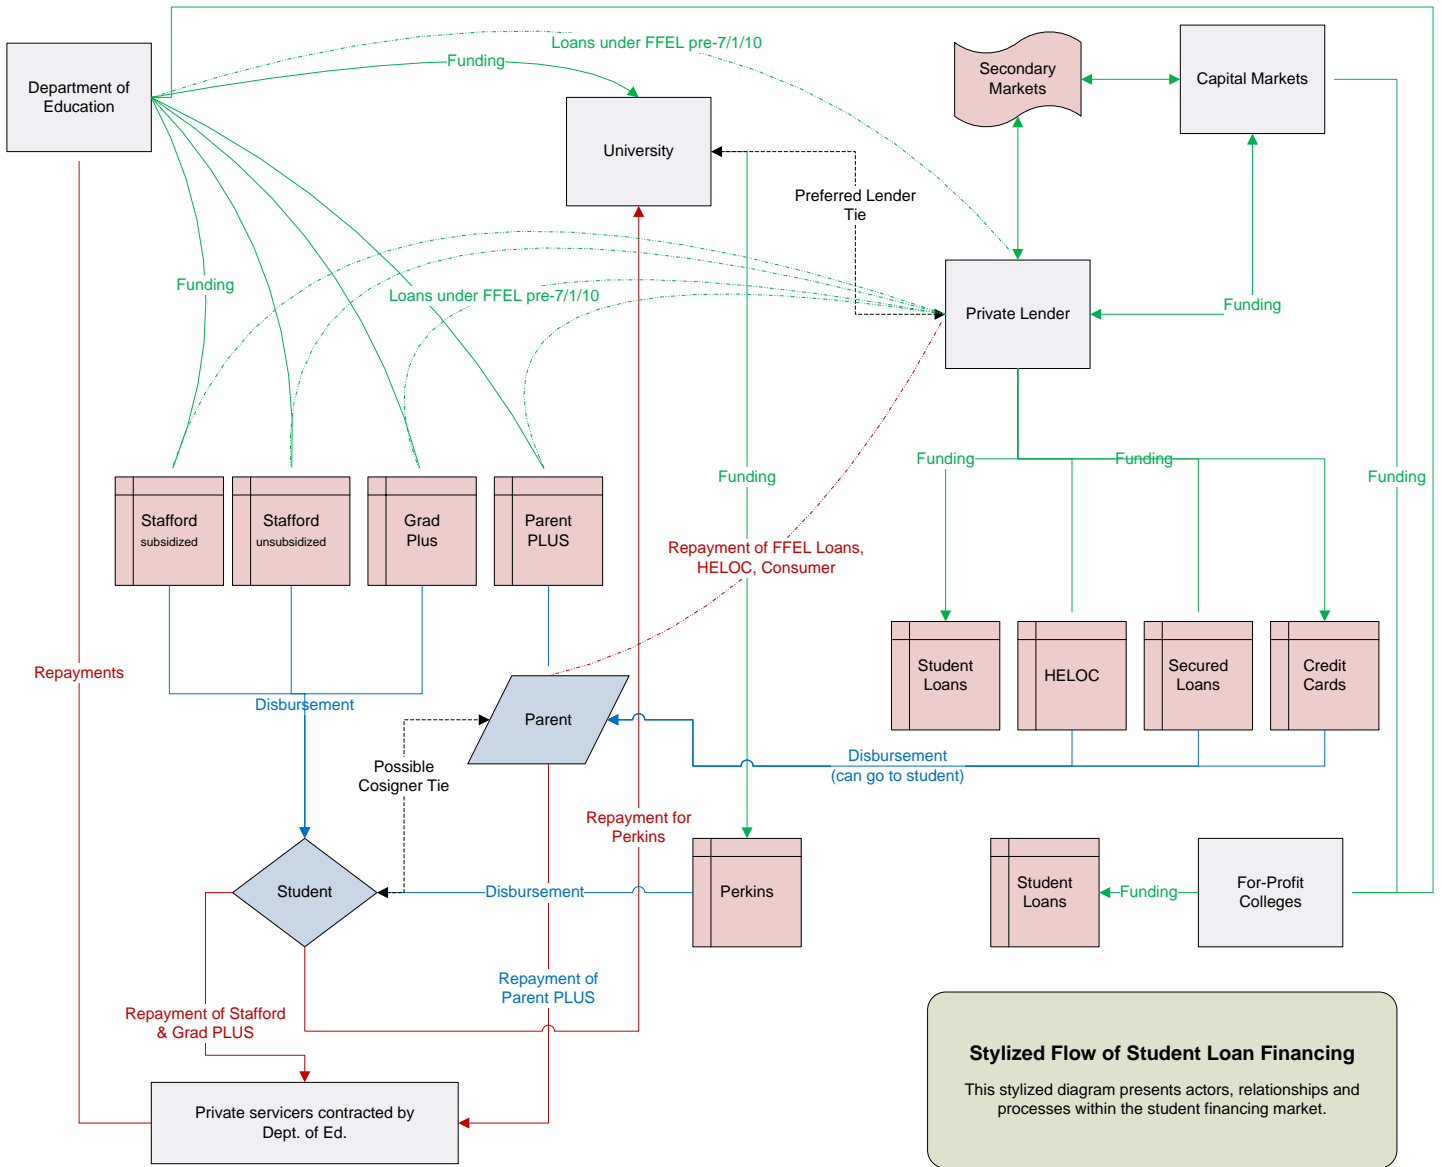 Loans under FFEL pre-7/1/10
Funding
Department of
Education
Secondary
Markets
Capital Markets
University
Preferred Lender
Tie
Funding
Loans under FFEL pre-7/1/10
Private Lender
Funding
Funding
Funding
Funding
Funding
Stafford
subsidized
Stafford
unsubsidized
Grad
Plus
Parent
PLUS
Repayment of FFEL Loans,
HELOC, Consumer
Repayments
Disbursement
Parent
Student
Loans
HELOC
Secured
Loans
Credit
Cards
Possible
Cosigner Tie
Disbursement
(can go to student)
Repayment for
Perkins
Student
Disbursement
Perkins
Student
Loans
Funding
For-Profit
Colleges
Repayment of
Parent PLUS
Repayment of Stafford
& Grad PLUS
Private servicers contracted by
Dept. of Ed.
Stylized Flow of Student Loan Financing
This stylized diagram presents actors, relationships and
processes within the student financing market.